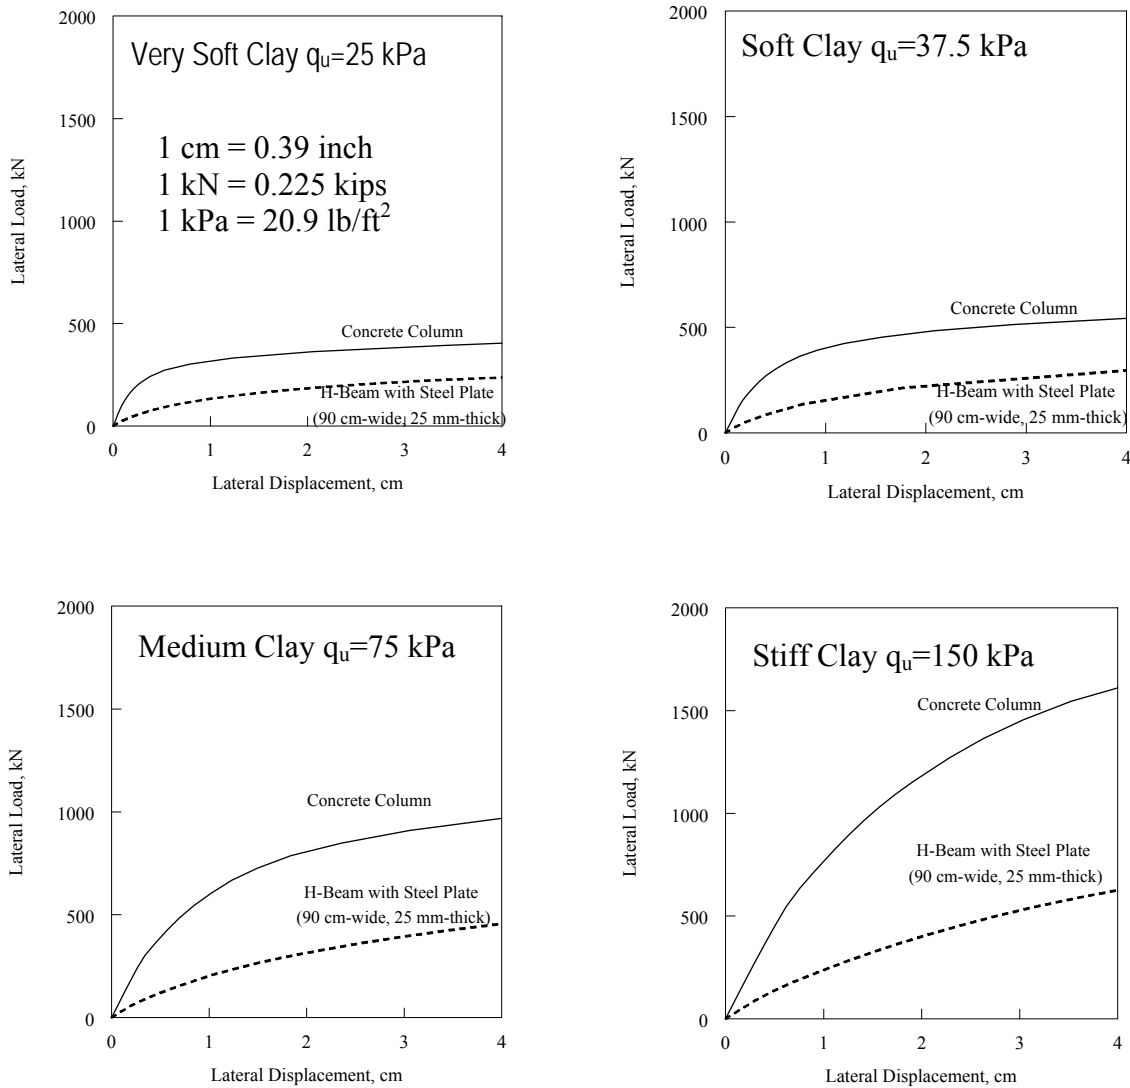 2000
Very Soft Clay qu=25 kPa
1500
1 cm = 0.39 inch
1 kN = 0.225 kips
1 kPa = 20.9 lb/ft2
1000
500
0
Lateral Load, kN
Concrete Column
H-Beam with Steel Plate
(90 cm-wide, 25 mm-thick)
0 1 2 3 4
Lateral Displacement, cm
2000
Soft Clay qu=37.5 kPa
1500
1000
500
0
Lateral Load, kN
Concrete Column
H-Beam with Steel Plate
(90 cm-wide, 25 mm-thick)
0 1 2 3 4
Lateral Displacement, cm
2000
Medium Clay qu=75 kPa
1500
1000
500
0
Lateral Load, kN
Concrete Column
H-Beam with Steel Plate
(90 cm-wide, 25 mm-thick)
0 1 2 3 4
Lateral Displacement, cm
2000
Stiff Clay qu=150 kPa
1500
1000
500
0
Lateral Load, kN
Concrete Column
H-Beam with Steel Plate
(90 cm-wide, 25 mm-thick)
0 1 2 3 4
Lateral Displacement, cm